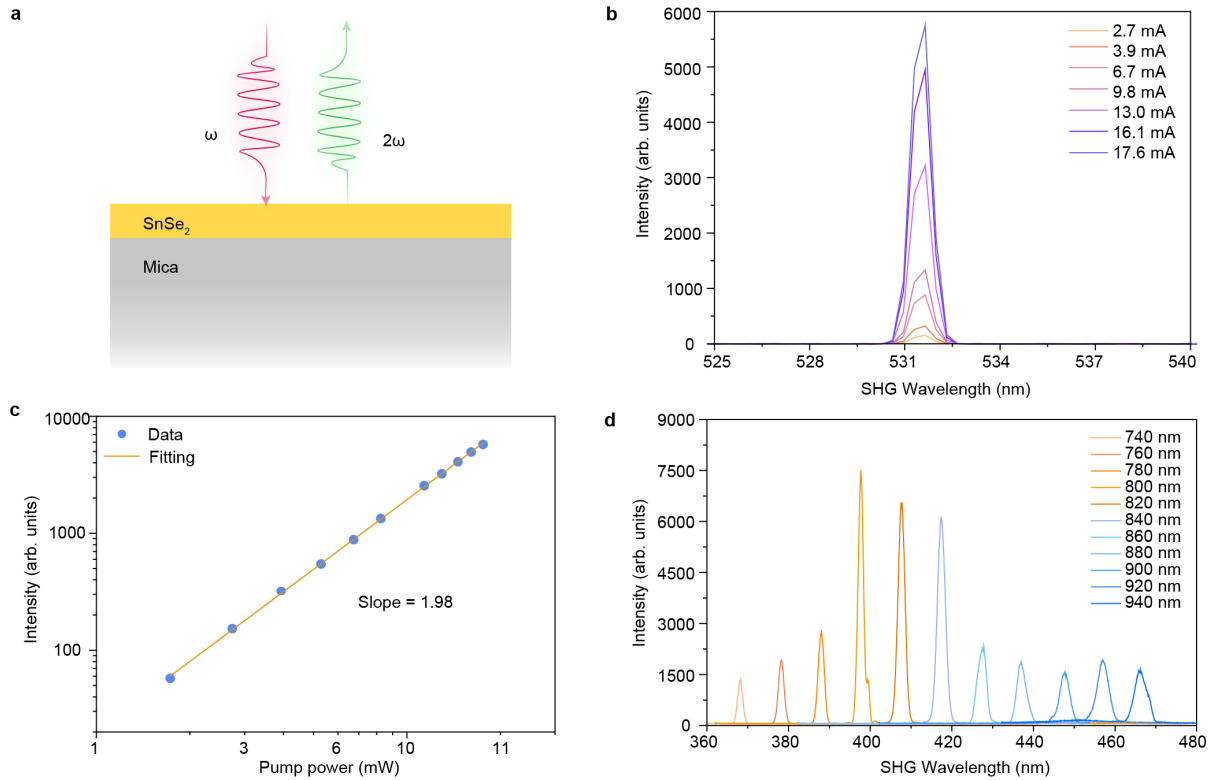 a
ω
2ω
SnSe₂
Mica
b
6000
5000
4000
3000
2000
1000
0
Intensity (arb. units)
525
528
531
534
537
540
SHG Wavelength (nm)
2.7 mA
3.9 mA
6.7 mA
9.8 mA
13.0 mA
16.1 mA
17.6 mA
c
10000
1000
100
Intensity (arb. units)
Data
Fitting
Slope = 1.98
1
3
6
10
11
Pump power (mW)
d
9000
7500
6000
4500
3000
1500
0
Intensity (arb. units)
360
380
400
420
440
460
480
SHG Wavelength (nm)
740 nm
760 nm
780 nm
800 nm
820 nm
840 nm
860 nm
880 nm
900 nm
920 nm
940 nm